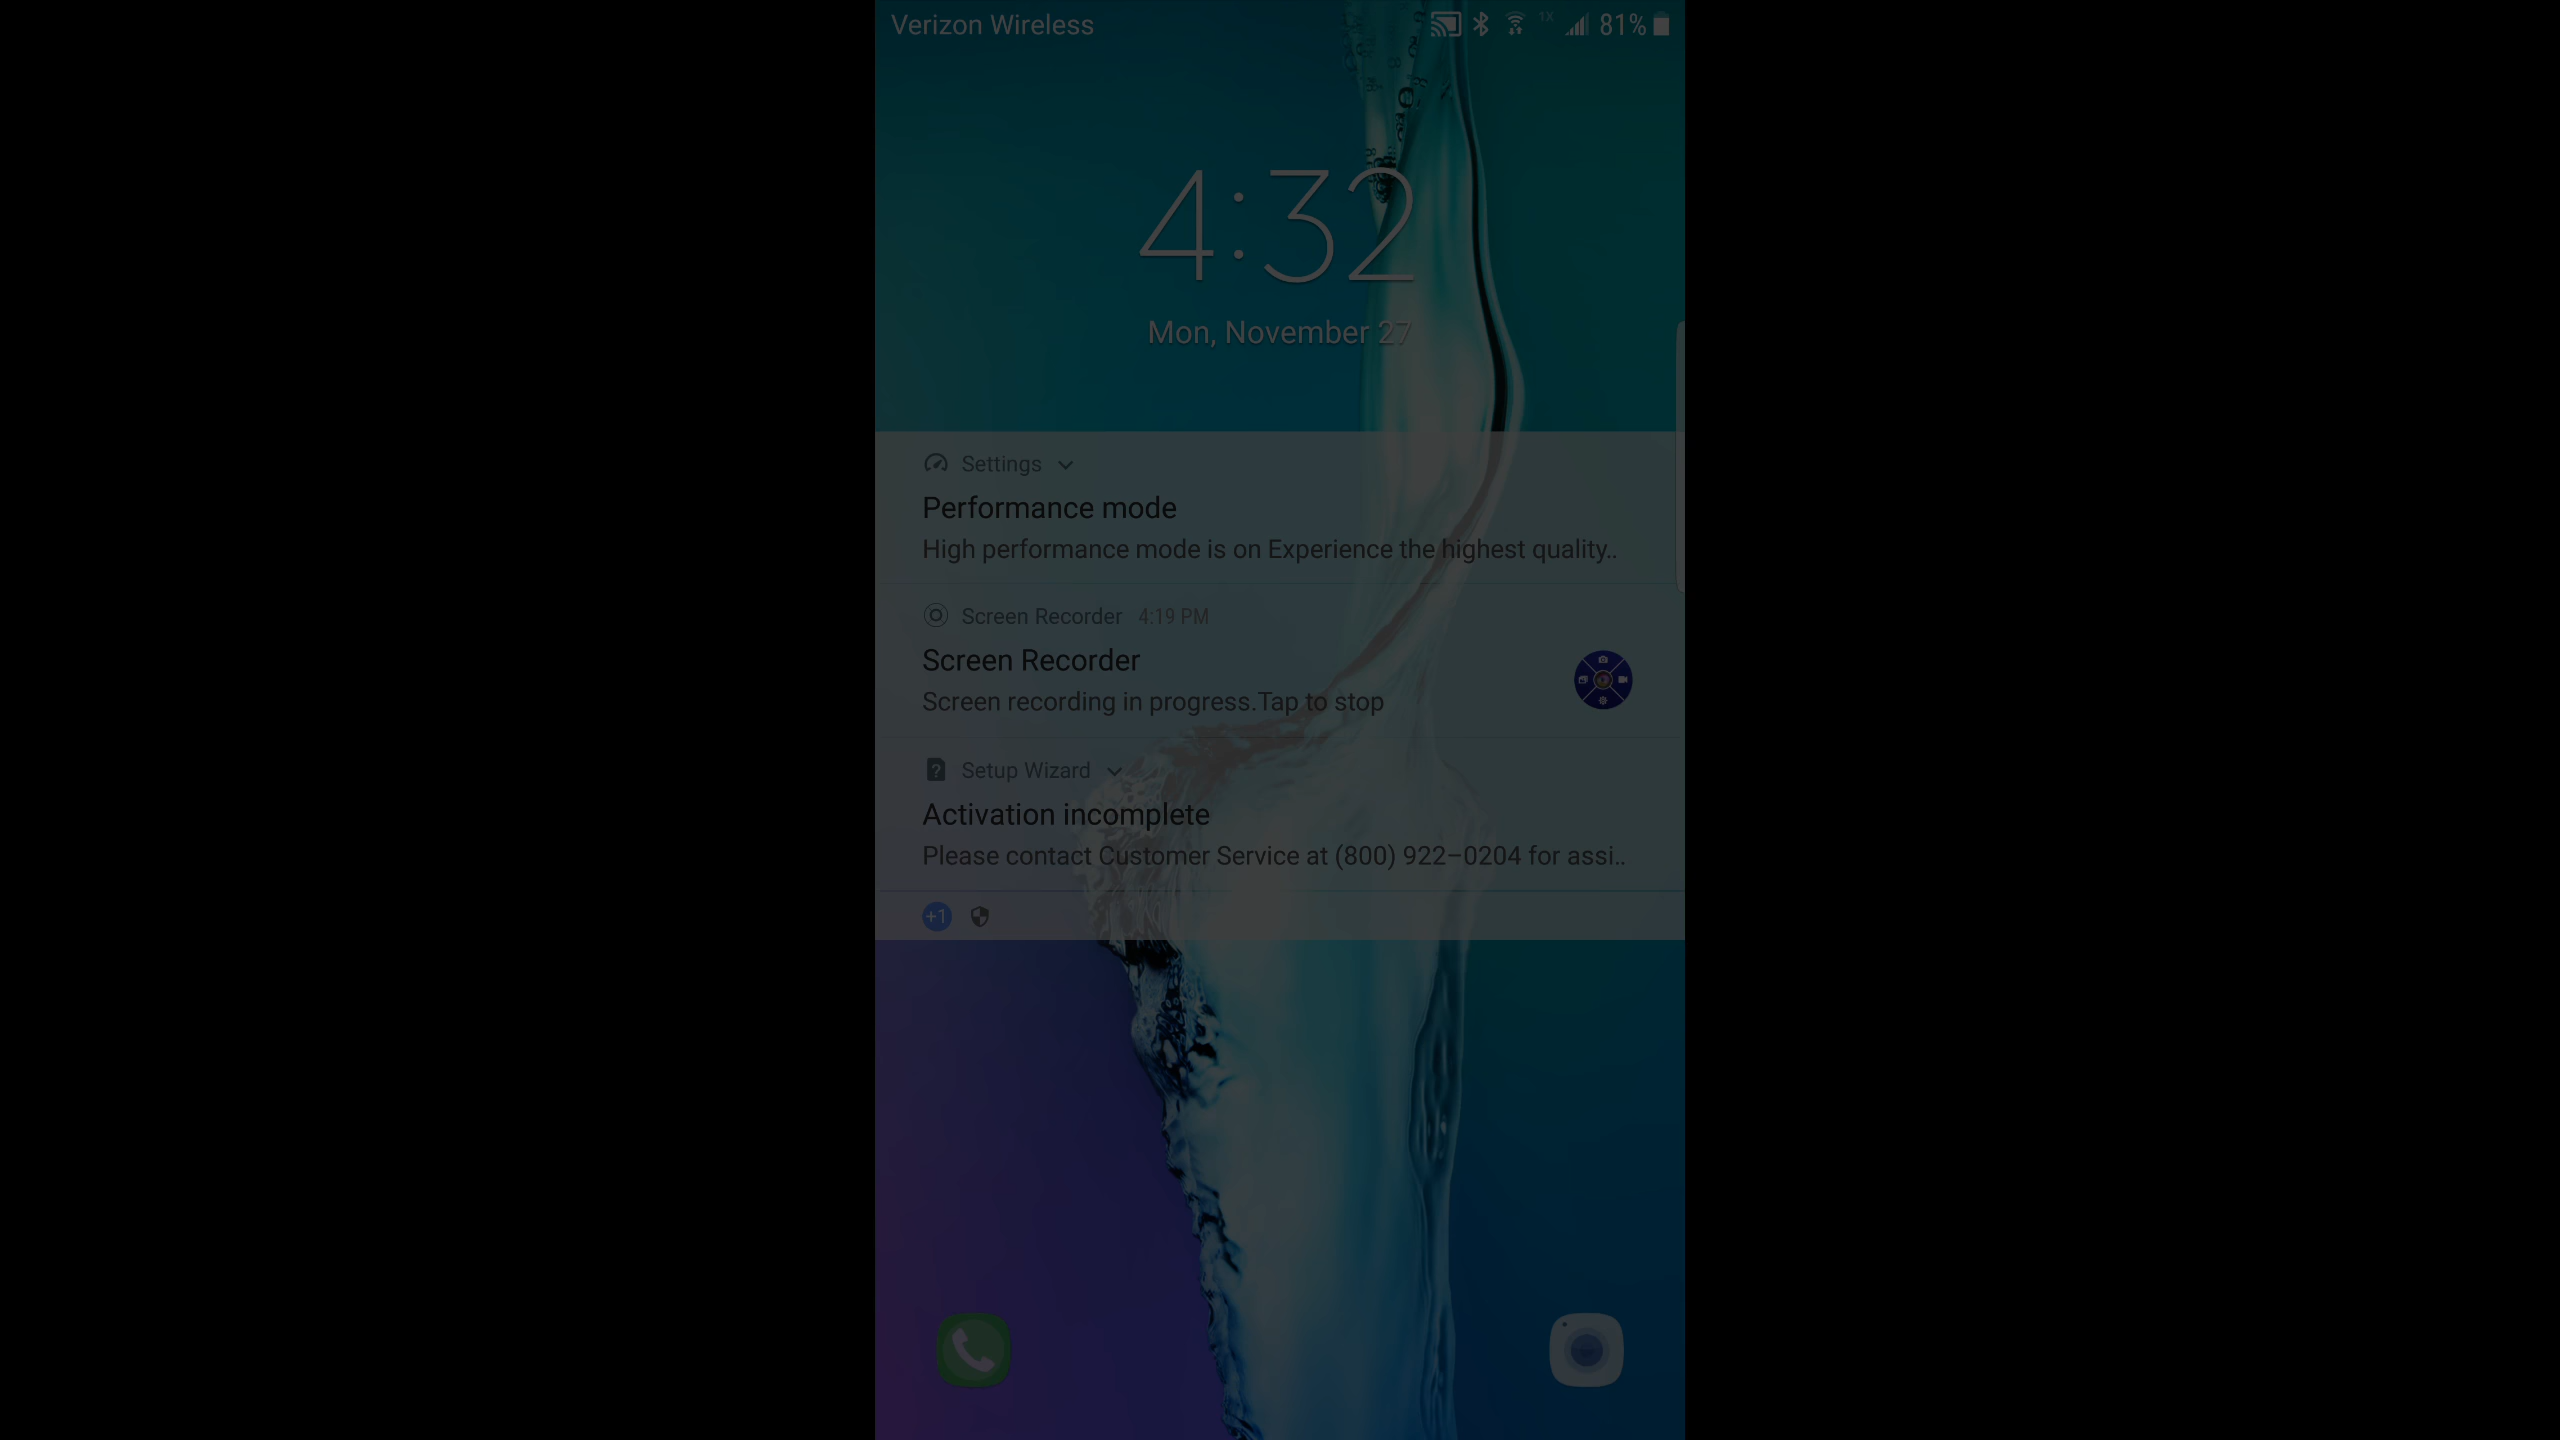 Verizon Wireless
1X 81%
4:32
Mon, November 27
Settings
Performance mode
High performance mode is on Experience the highest quality..
Screen Recorder 4:19 PM
Screen Recorder
Screen recording in progress.Tap to stop
Setup Wizard
Activation incomplete
Please contact Customer Service at (800) 922–0204 for assi..
+1